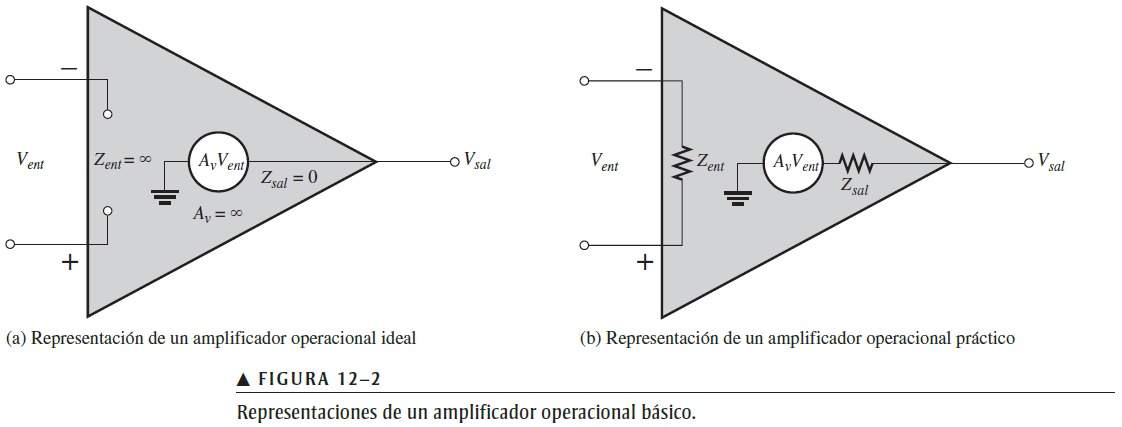 −
V_ent
Z_ent = ∞
A_vV_ent
Z_sal = 0
A_v = ∞
V_sal
+
(a) Representación de un amplificador operacional ideal
−
V_ent
Z_ent
A_vV_ent
Z_sal
V_sal
+
(b) Representación de un amplificador operacional práctico
▲ FIGURA 12–2
Representaciones de un amplificador operacional básico.